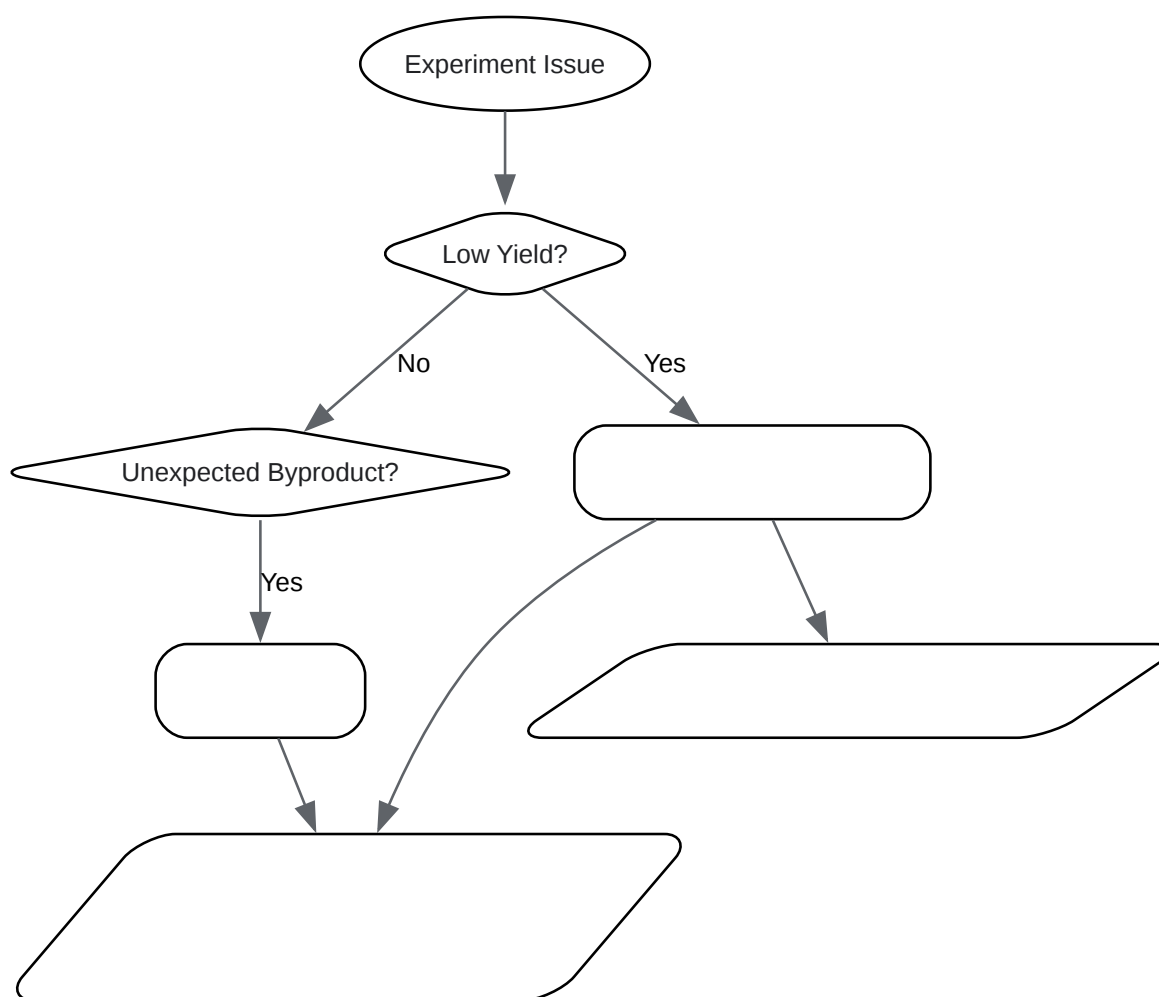 Experiment Issue
Low Yield?
No
Yes
Unexpected Byproduct?
Yes